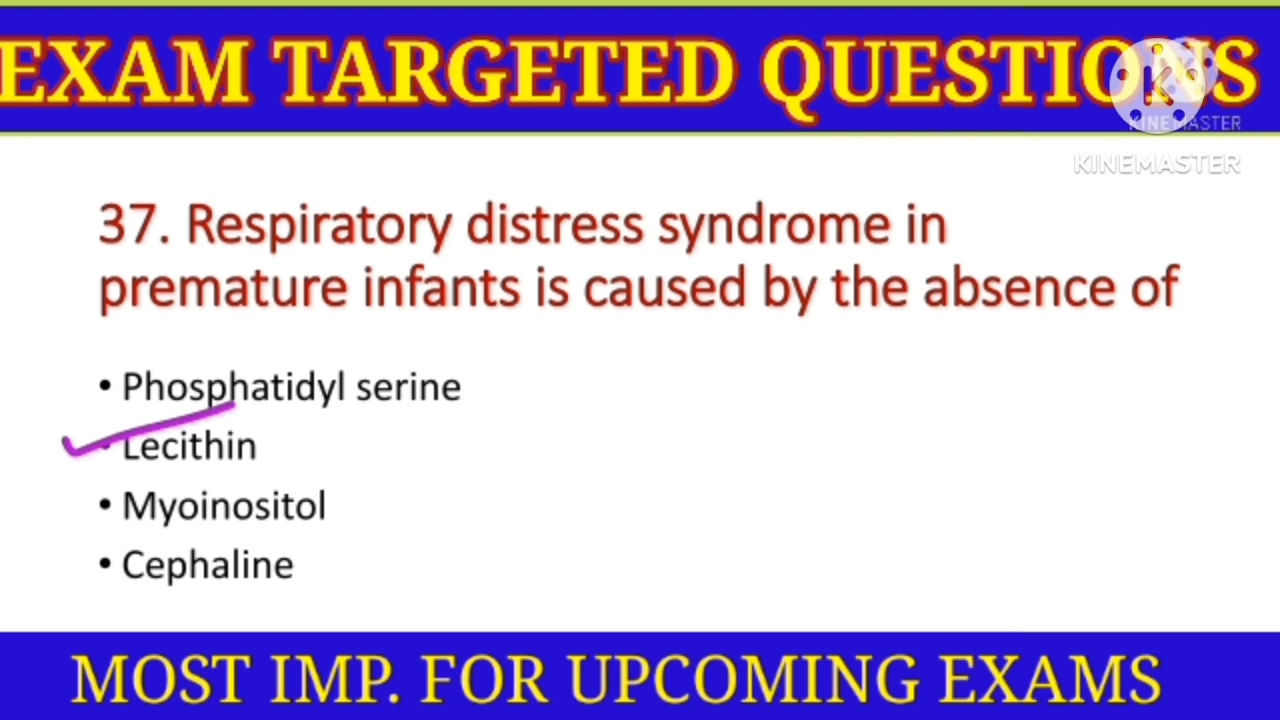 EXAM TARGETED QUESTIONS
KINEMASTER
KINEMASTER
37. Respiratory distress syndrome in
premature infants is caused by the absence of
• Phosphatidyl serine
• Lecithin
• Myoinositol
• Cephaline
MOST IMP. FOR UPCOMING EXAMS